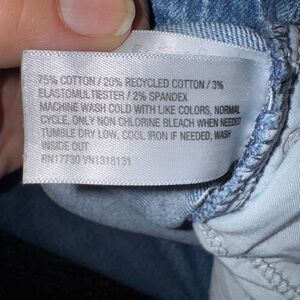 75% COTTON / 20% RECYCLED COTTON / 3%
ELASTOMULTIESTER / 2% SPANDEX
MACHINE WASH COLD WITH LIKE COLORS, NORMAL
CYCLE, ONLY NON CHLORINE BLEACH WHEN NEEDED
TUMBLE DRY LOW, COOL IRON IF NEEDED, WASH
INSIDE OUT
RN17730 VN1318131